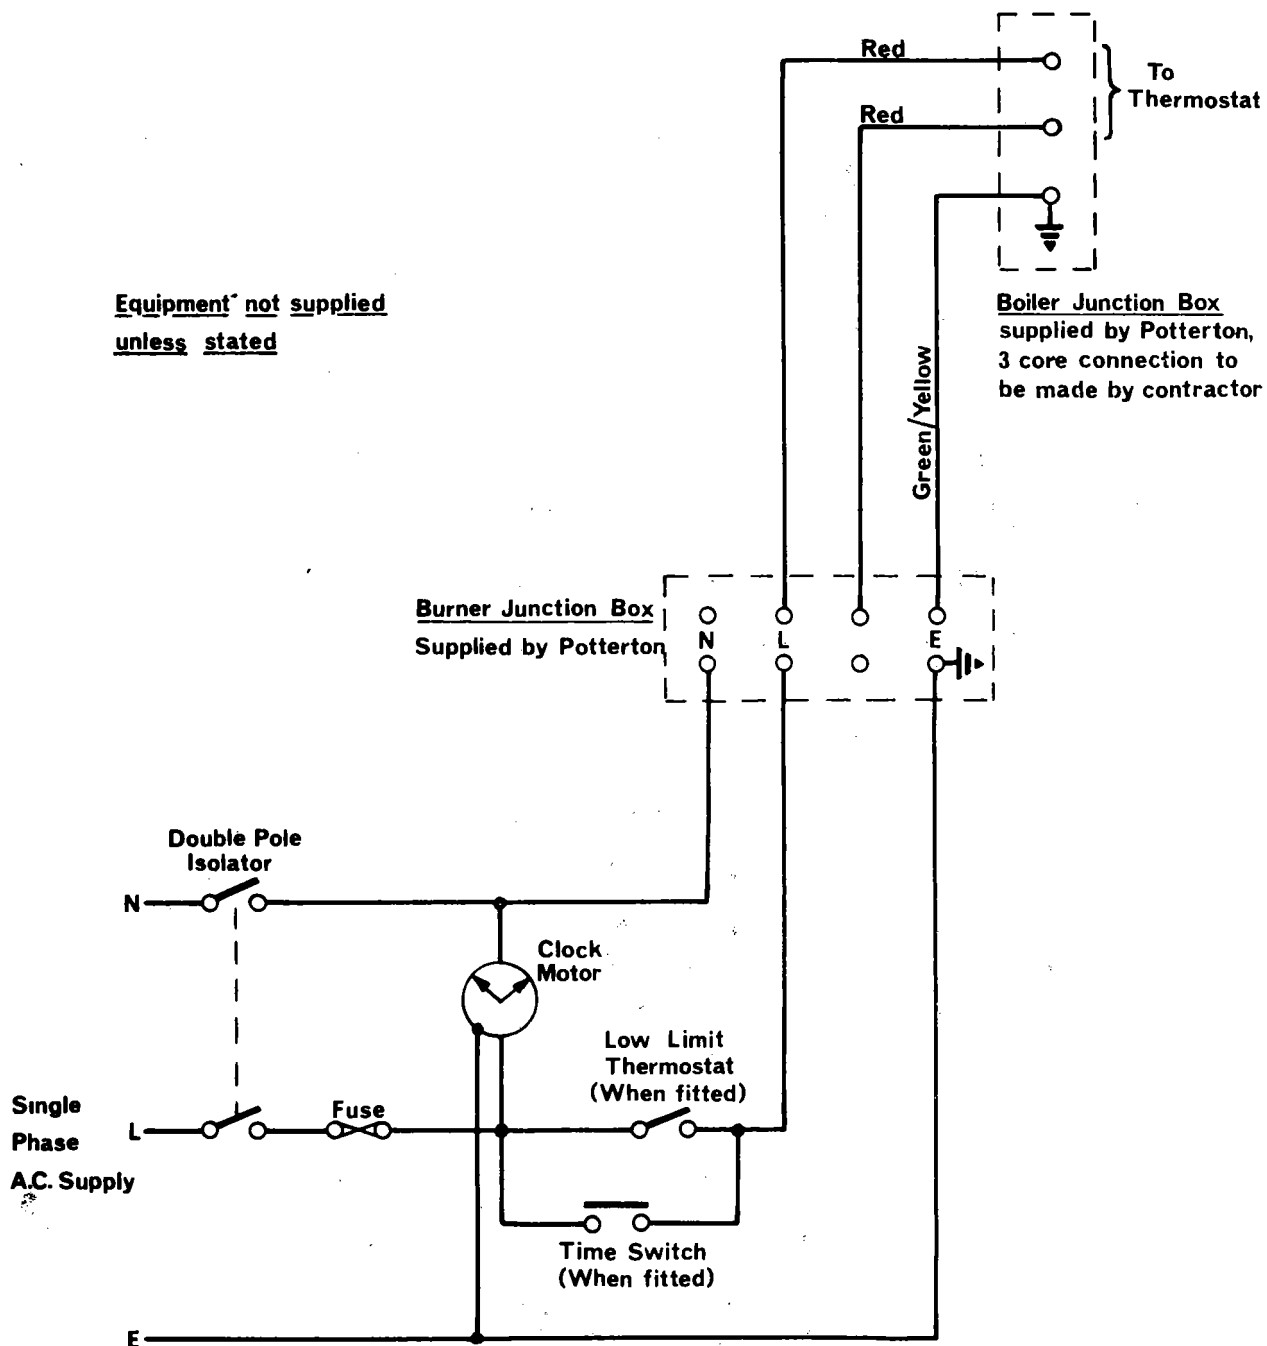 Red
To
Thermostat
Red
Equipment not supplied
unless stated
Boiler Junction Box
supplied by Potterton,
3 core connection to
be made by contractor
Green/Yellow
Burner Junction Box
Supplied by Potterton
N L E
Double Pole
Isolator
N
Clock
Motor
Low Limit
Thermostat
(When fitted)
Single
Phase
A.C. Supply
L
Fuse
Time Switch
(When fitted)
E